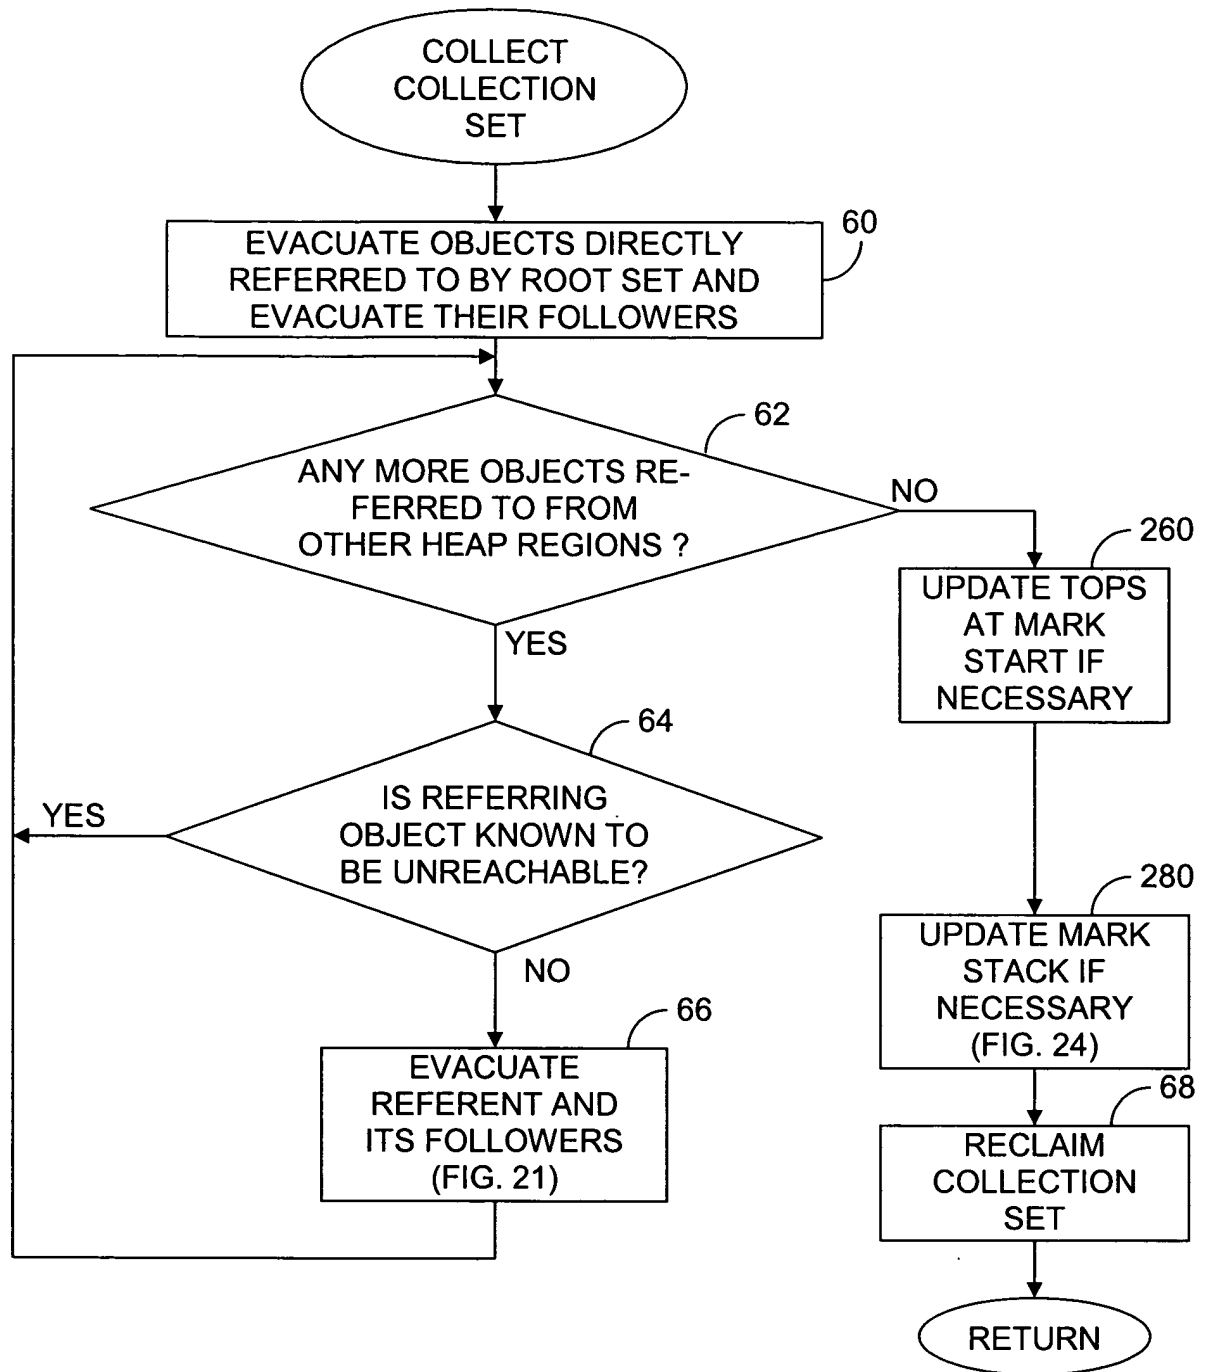 COLLECT
COLLECTION
SET
60
EVACUATE OBJECTS DIRECTLY
REFERRED TO BY ROOT SET AND
EVACUATE THEIR FOLLOWERS
62
ANY MORE OBJECTS RE-
FERRED TO FROM
OTHER HEAP REGIONS ?
NO
YES
260
UPDATE TOPS
AT MARK
START IF
NECESSARY
64
IS REFERRING
OBJECT KNOWN TO
BE UNREACHABLE?
YES
NO
280
UPDATE MARK
STACK IF
NECESSARY
(FIG. 24)
66
EVACUATE
REFERENT AND
ITS FOLLOWERS
(FIG. 21)
68
RECLAIM
COLLECTION
SET
RETURN